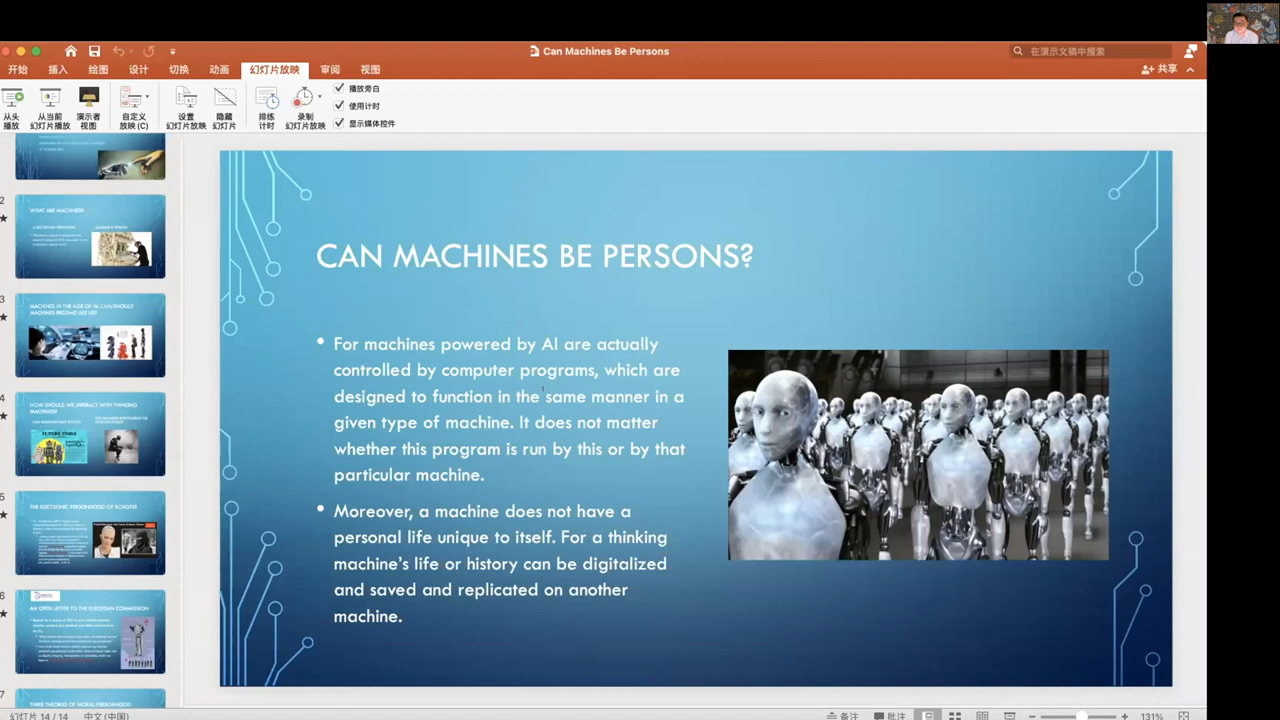 Can Machines Be Persons
在演示文稿中搜索
开始 插入 绘图 设计 切换 动画 幻灯片放映 审阅 视图
共享
从头播放
从当前幻灯片播放
演示者视图
自定义放映 (C)
设置幻灯片放映
隐藏幻灯片
排练计时
录制幻灯片放映
播放旁白
使用计时
显示媒体控件
2
WHAT ARE MACHINES?
3
MACHINES IN THE AGE OF AI: CAN/SHOULD
MACHINES BECOME LIKE US?
4
HOW SHOULD WE INTERACT WITH THINKING
MACHINES?
5
THE ELECTRONIC PERSONHOOD OF ROBOTS?
6
AN OPEN LETTER TO THE EUROPEAN COMMISSION
7
THREE THEORIES OF MORAL PERSONHOOD
CAN MACHINES BE PERSONS?
• For machines powered by AI are actually
controlled by computer programs, which are
designed to function in the same manner in a
given type of machine. It does not matter
whether this program is run by this or by that
particular machine.
• Moreover, a machine does not have a
personal life unique to itself. For a thinking
machine's life or history can be digitalized
and saved and replicated on another
machine.
幻灯片 14 / 14 中文 (中国)
备注 批注
131%